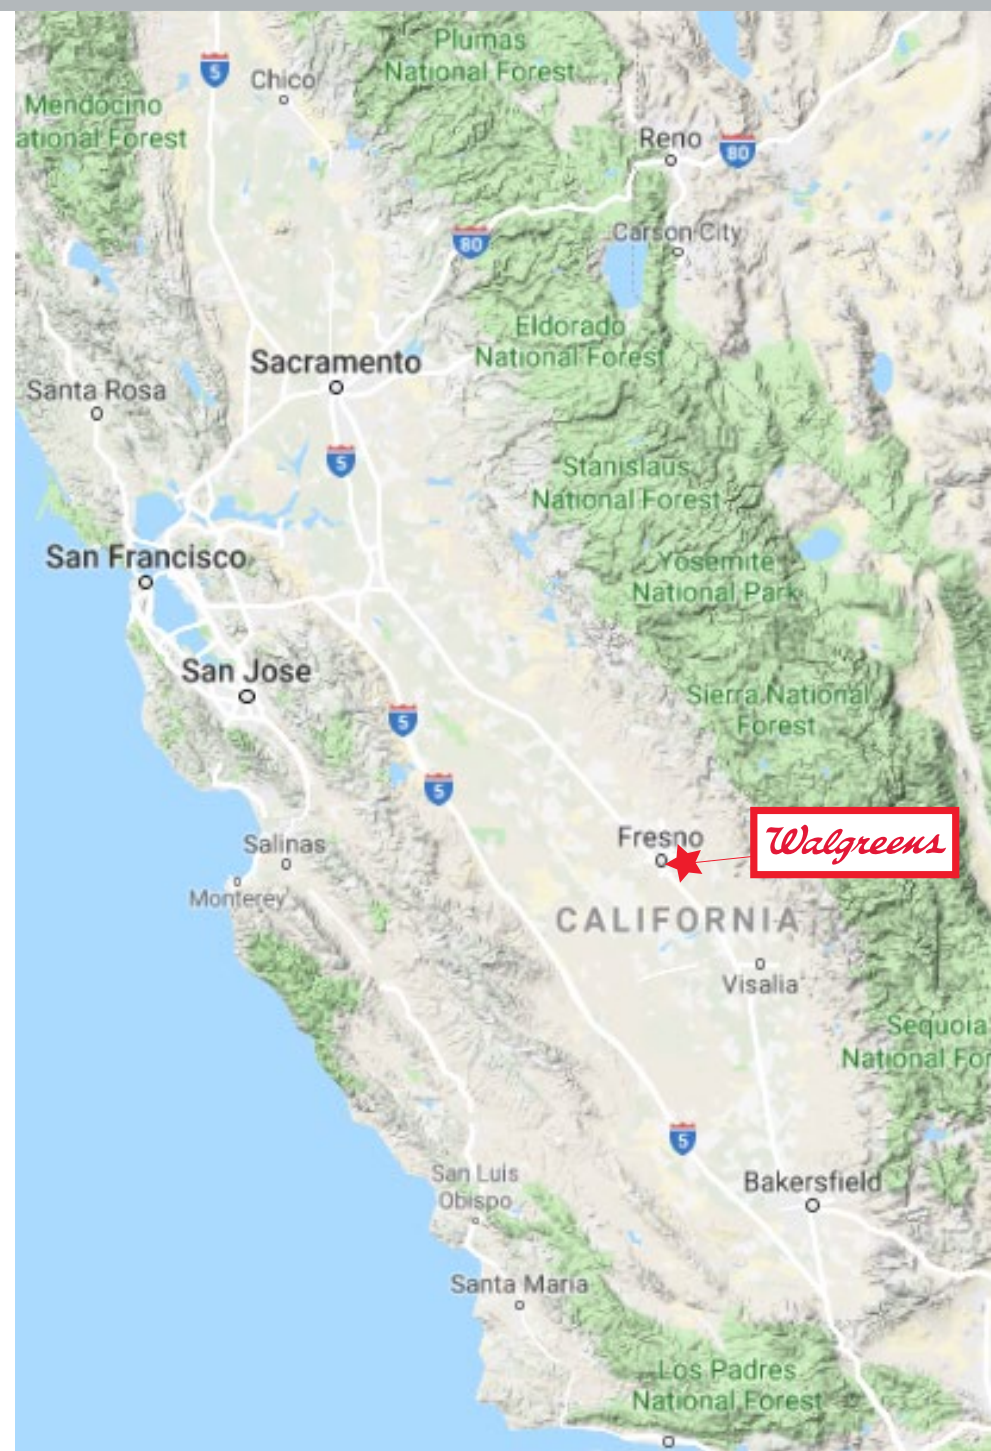 Plumas
National Forest
5
Chico
Mendocino
ational Forest
Reno
80
Carson City
80
Eldorado
National Forest
Sacramento
Santa Rosa
5
Stanislaus
National Forest
San Francisco
Yosemite
National Park
San Jose
Sierra National
Forest
5
5
Fresno
Walgreens
Salinas
Monterey
CALIFORNIA
Visalia
Sequoia
National For
5
San Luis
Obispo
Bakersfield
Santa Maria
Los Padres
National Forest